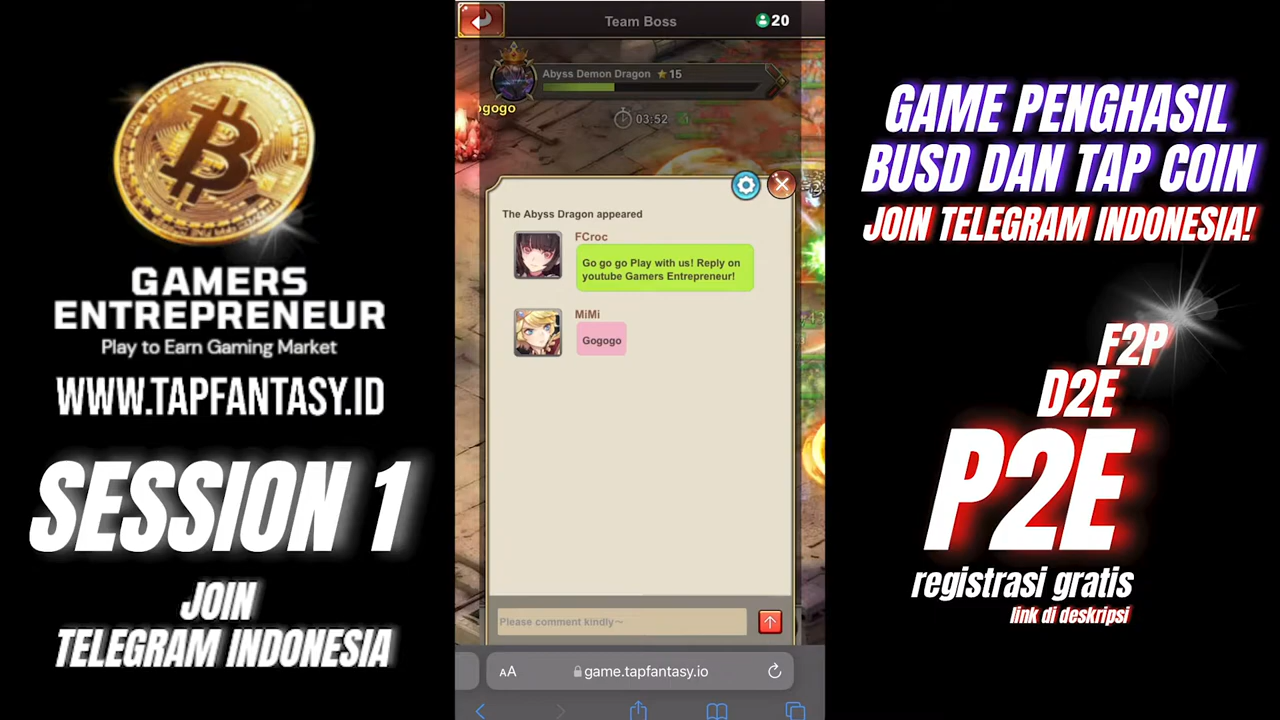 GAMERS
ENTREPRENEUR
Play to Earn Gaming Market
WWW.TAPFANTASY.ID
SESSION 1
JOIN
TELEGRAM INDONESIA
Team Boss
20
Abyss Demon Dragon
15
ogogo
03:52
The Abyss Dragon appeared
FCroc
Go go go Play with us! Reply on
youtube Gamers Entrepreneur!
MiMi
Gogogo
Please comment kindly~
AA
game.tapfantasy.io
GAME PENGHASIL
BUSD DAN TAP COIN
JOIN TELEGRAM INDONESIA!
F2P
D2E
P2E
registrasi gratis
link di deskripsi